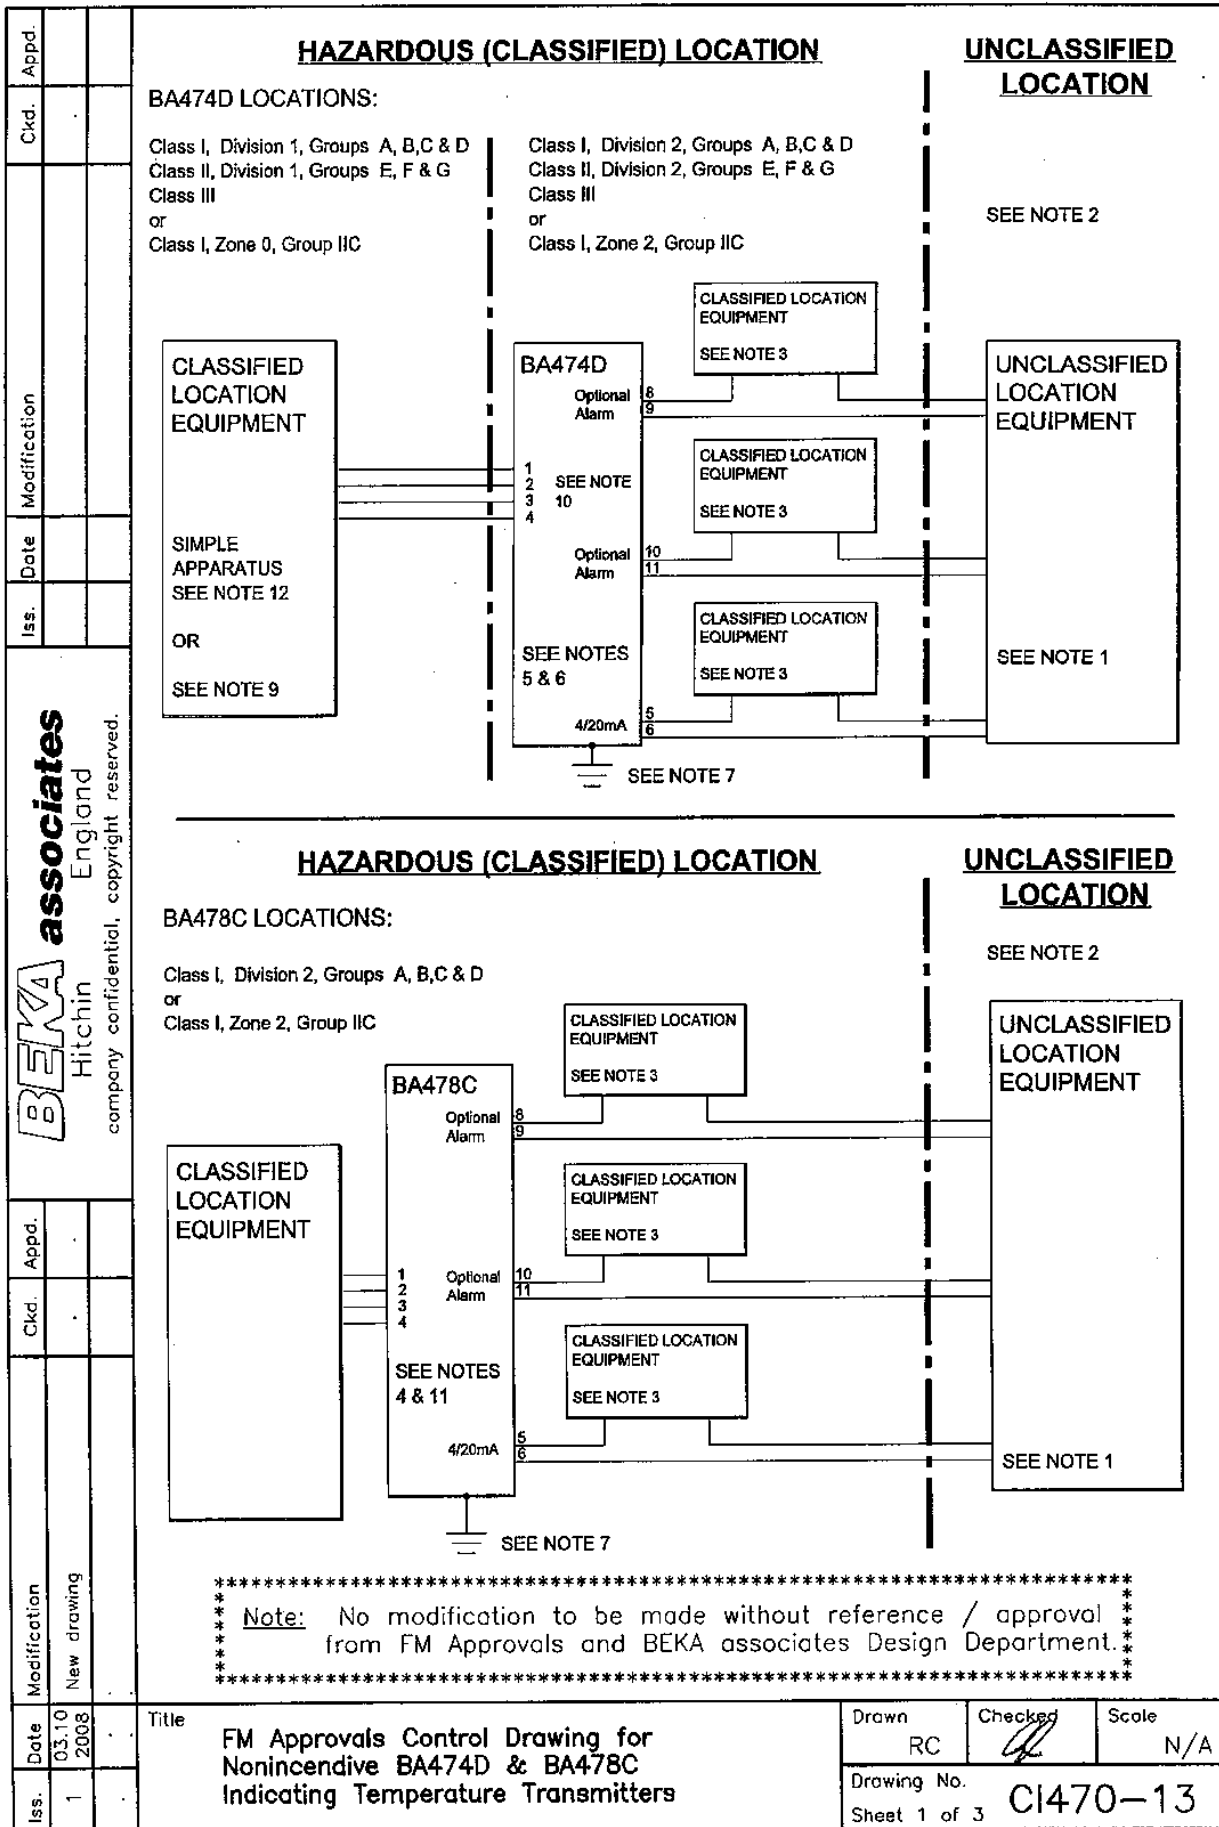 HAZARDOUS (CLASSIFIED) LOCATION
UNCLASSIFIED
LOCATION
BA474D LOCATIONS:
Class I, Division 1, Groups A, B,C & D
Class II, Division 1, Groups E, F & G
Class III
or
Class I, Zone 0, Group IIC
Class I, Division 2, Groups A, B,C & D
Class II, Division 2, Groups E, F & G
Class III
or
Class I, Zone 2, Group IIC
SEE NOTE 2
CLASSIFIED
LOCATION
EQUIPMENT
SIMPLE
APPARATUS
SEE NOTE 12
OR
SEE NOTE 9
BA474D
Optional
Alarm
8
9
1
2
3
4
SEE NOTE
10
Optional
Alarm
10
11
SEE NOTES
5 & 6
4/20mA
5
6
SEE NOTE 7
CLASSIFIED LOCATION
EQUIPMENT
SEE NOTE 3
CLASSIFIED LOCATION
EQUIPMENT
SEE NOTE 3
CLASSIFIED LOCATION
EQUIPMENT
SEE NOTE 3
UNCLASSIFIED
LOCATION
EQUIPMENT
SEE NOTE 1
HAZARDOUS (CLASSIFIED) LOCATION
UNCLASSIFIED
LOCATION
BA478C LOCATIONS:
SEE NOTE 2
Class I, Division 2, Groups A, B,C & D
or
Class I, Zone 2, Group IIC
CLASSIFIED
LOCATION
EQUIPMENT
BA478C
Optional
Alarm
8
9
1
2
3
4
Optional
Alarm
10
11
SEE NOTES
4 & 11
4/20mA
5
6
SEE NOTE 7
CLASSIFIED LOCATION
EQUIPMENT
SEE NOTE 3
CLASSIFIED LOCATION
EQUIPMENT
SEE NOTE 3
CLASSIFIED LOCATION
EQUIPMENT
SEE NOTE 3
UNCLASSIFIED
LOCATION
EQUIPMENT
SEE NOTE 1
Note: No modification to be made without reference / approval
from FM Approvals and BEKA associates Design Department.
Title
FM Approvals Control Drawing for
Nonincendive BA474D & BA478C
Indicating Temperature Transmitters
Drawn
RC
Checked
Scale
N/A
Drawing No.
Sheet 1 of 3
CI470-13
Iss. Date Modification Ckd. Appd.
1 03.10 2008 New drawing
BEKA associates
Hitchin England
company confidential, copyright reserved.
Iss. Date Modification Ckd. Appd.